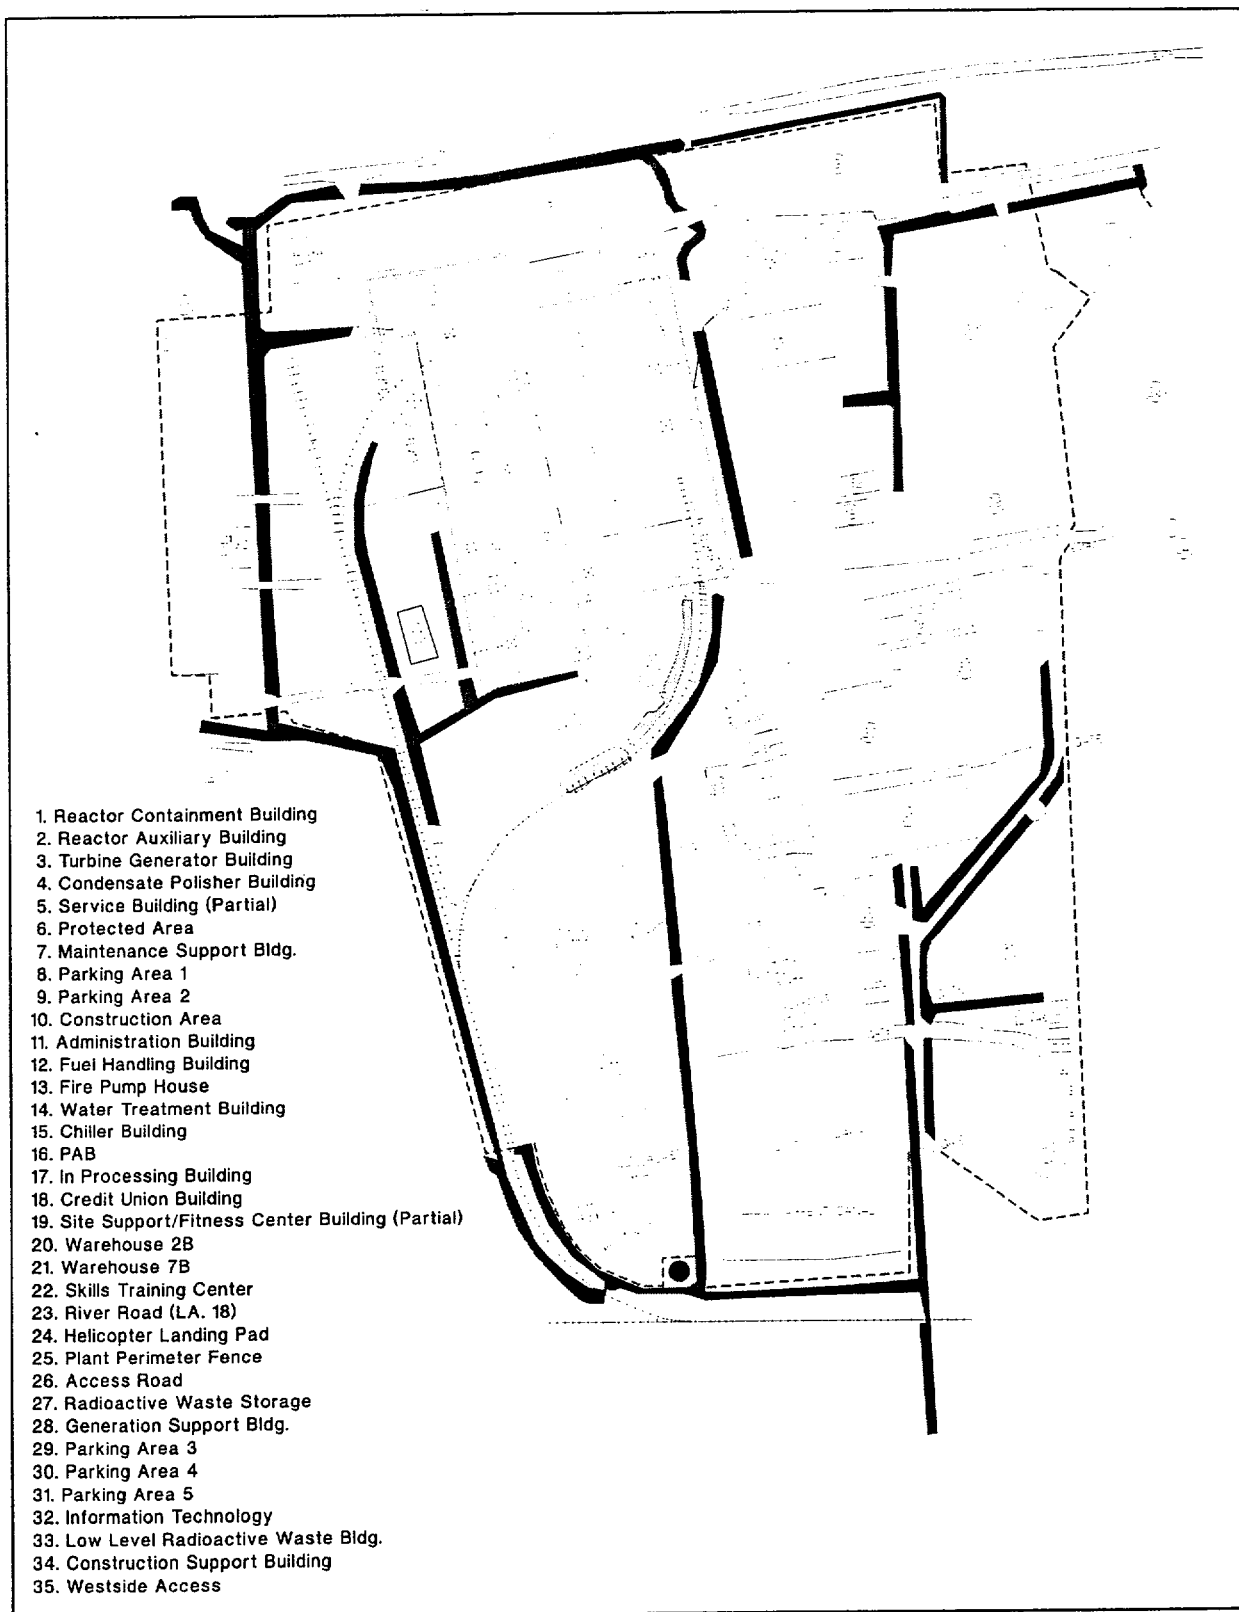 1. Reactor Containment Building
2. Reactor Auxiliary Building
3. Turbine Generator Building
4. Condensate Polisher Building
5. Service Building (Partial)
6. Protected Area
7. Maintenance Support Bldg.
8. Parking Area 1
9. Parking Area 2
10. Construction Area
11. Administration Building
12. Fuel Handling Building
13. Fire Pump House
14. Water Treatment Building
15. Chiller Building
16. PAB
17. In Processing Building
18. Credit Union Building
19. Site Support/Fitness Center Building (Partial)
20. Warehouse 2B
21. Warehouse 7B
22. Skills Training Center
23. River Road (LA. 18)
24. Helicopter Landing Pad
25. Plant Perimeter Fence
26. Access Road
27. Radioactive Waste Storage
28. Generation Support Bldg.
29. Parking Area 3
30. Parking Area 4
31. Parking Area 5
32. Information Technology
33. Low Level Radioactive Waste Bldg.
34. Construction Support Building
35. Westside Access